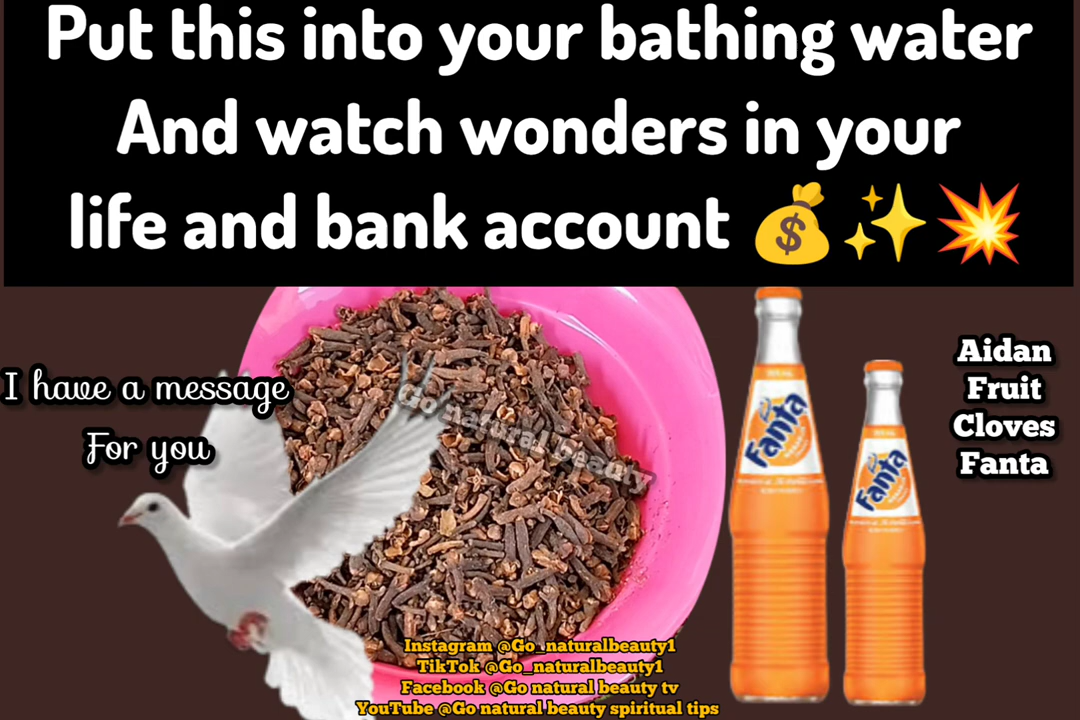 Put this into your bathing water
And watch wonders in your
life and bank account 💰✨💥
I have a message
For you
Go natural beauty
Fanta
Fanta
Aidan
Fruit
Cloves
Fanta
Instagram @Go_naturalbeauty1
TikTok @Go_naturalbeauty1
Facebook @Go natural beauty tv
YouTube @Go natural beauty spiritual tips